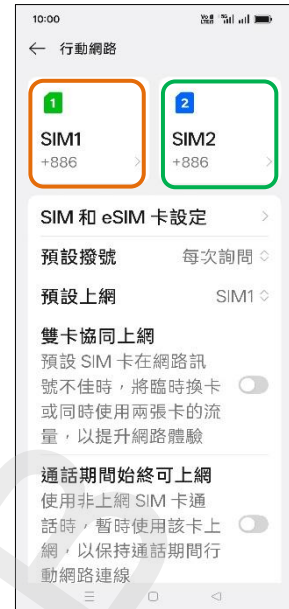 10:00
行動網路
1
SIM1
+886
2
SIM2
+886
SIM 和 eSIM 卡設定
預設撥號 每次詢問
預設上網 SIM1
雙卡協同上網
預設 SIM 卡在網路訊
號不佳時，將臨時換卡
或同時使用兩張卡的流
量，以提升網路體驗
通話期間始終可上網
使用非上網 SIM 卡通
話時，暫時使用該卡上
網，以保持通話期間行
動網路連線